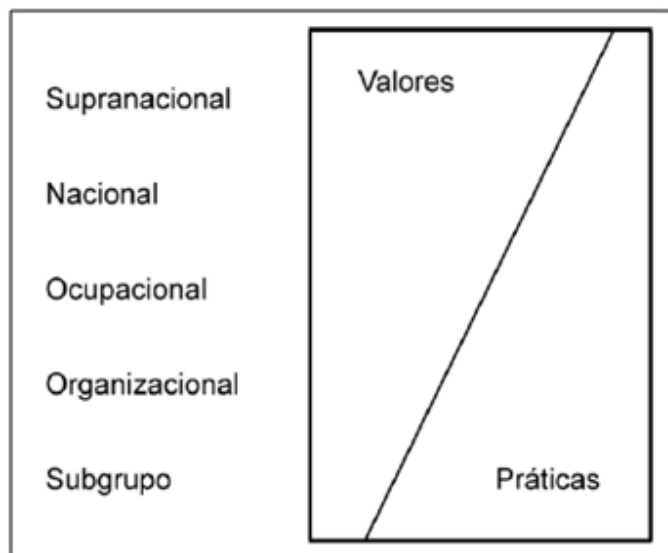 Valores
Supranacional
Nacional
Ocupacional
Organizacional
Subgrupo
Práticas